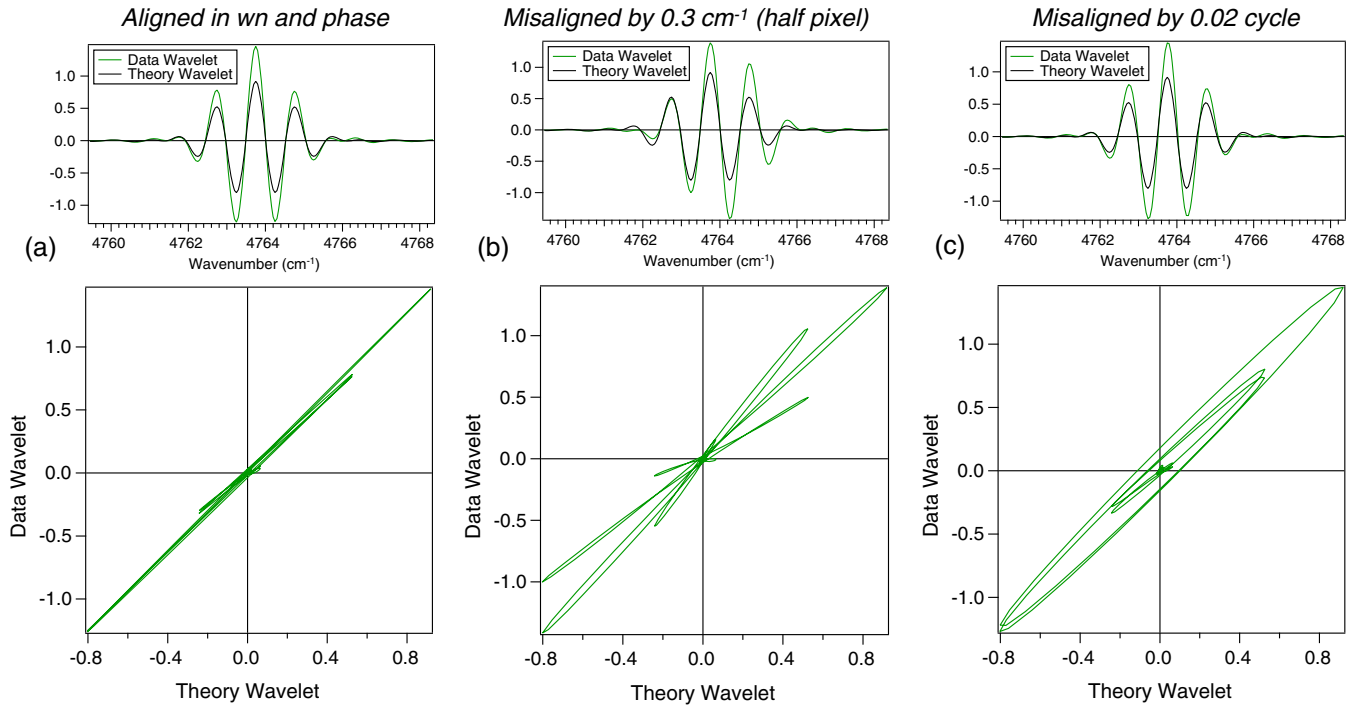 Aligned in wn and phase
Misaligned by 0.3 cm⁻¹ (half pixel)
Misaligned by 0.02 cycle
Data Wavelet
Theory Wavelet
1.0
0.5
0.0
-0.5
-1.0
4760 4762 4764 4766 4768
Wavenumber (cm⁻¹)
(a)
Data Wavelet
Theory Wavelet
1.0
0.5
0.0
-0.5
-1.0
4760 4762 4764 4766 4768
Wavenumber (cm⁻¹)
(b)
Data Wavelet
Theory Wavelet
1.0
0.5
0.0
-0.5
-1.0
4760 4762 4764 4766 4768
Wavenumber (cm⁻¹)
(c)
Data Wavelet
1.0
0.5
0.0
-0.5
-1.0
-0.8 -0.4 0.0 0.4 0.8
Theory Wavelet
Data Wavelet
1.0
0.5
0.0
-0.5
-1.0
-0.8 -0.4 0.0 0.4 0.8
Theory Wavelet
Data Wavelet
1.0
0.5
0.0
-0.5
-1.0
-0.8 -0.4 0.0 0.4 0.8
Theory Wavelet